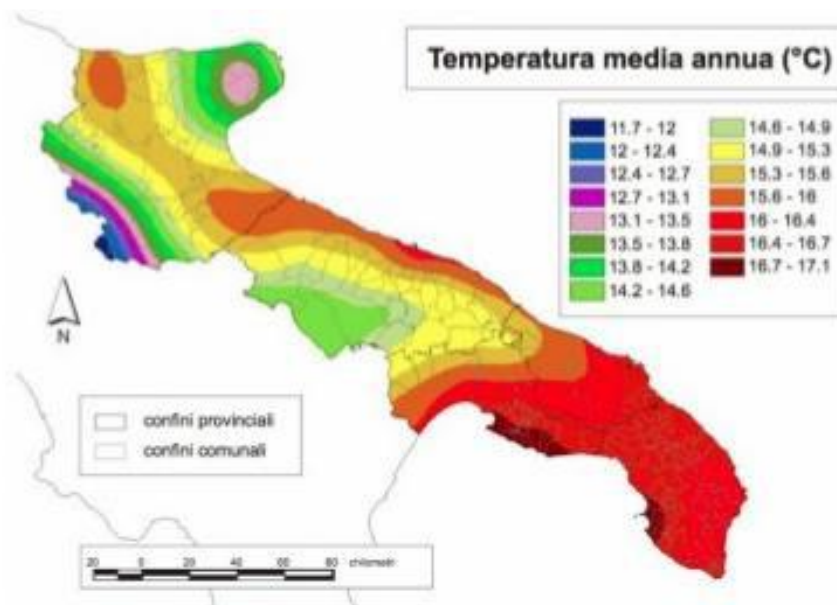 Temperatura media annua (°C)
11.7 - 12
12 - 12.4
12.4 - 12.7
12.7 - 13.1
13.1 - 13.5
13.5 - 13.8
13.8 - 14.2
14.2 - 14.6
14.6 - 14.9
14.9 - 15.3
15.3 - 15.6
15.6 - 16
16 - 16.4
16.4 - 16.7
16.7 - 17.1
N
confini provinciali
confini comunali
20 0 20 40 60 80 chilometri